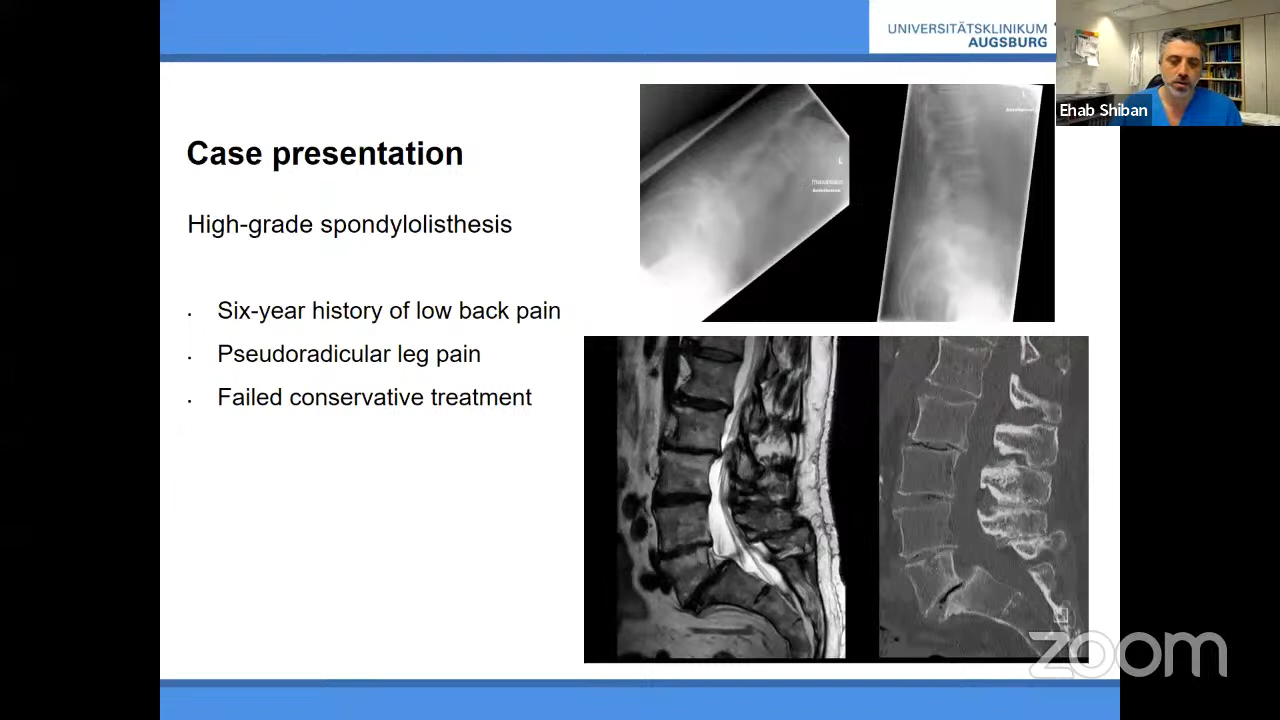 UNIVERSITÄTSKLINIKUM
AUGSBURG
Ehab Shiban
Case presentation
High-grade spondylolisthesis
· Six-year history of low back pain
· Pseudoradicular leg pain
· Failed conservative treatment
L
L
zoom